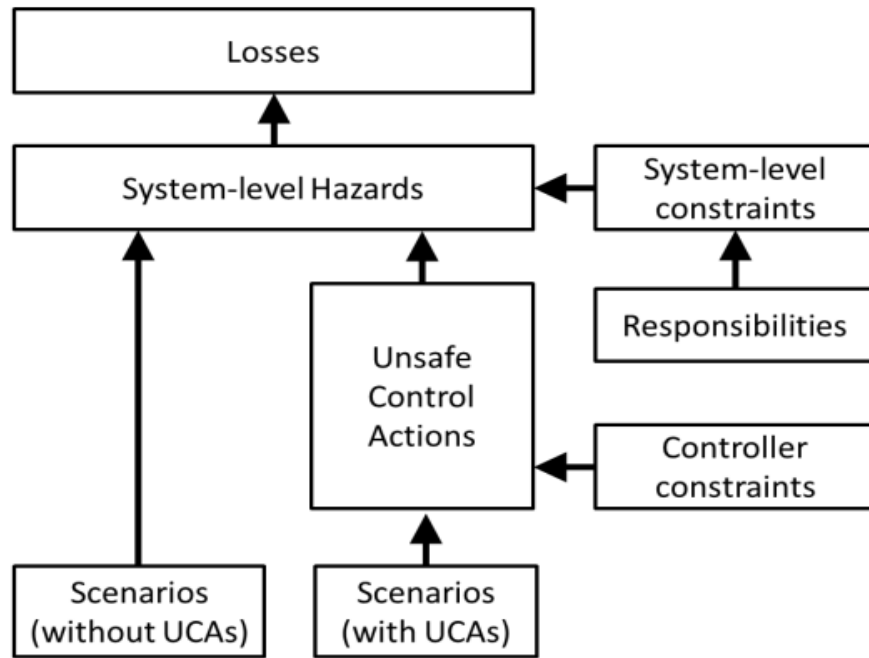 Losses
System-level Hazards
System-level
constraints
Responsibilities
Unsafe
Control
Actions
Controller
constraints
Scenarios
(without UCAs)
Scenarios
(with UCAs)